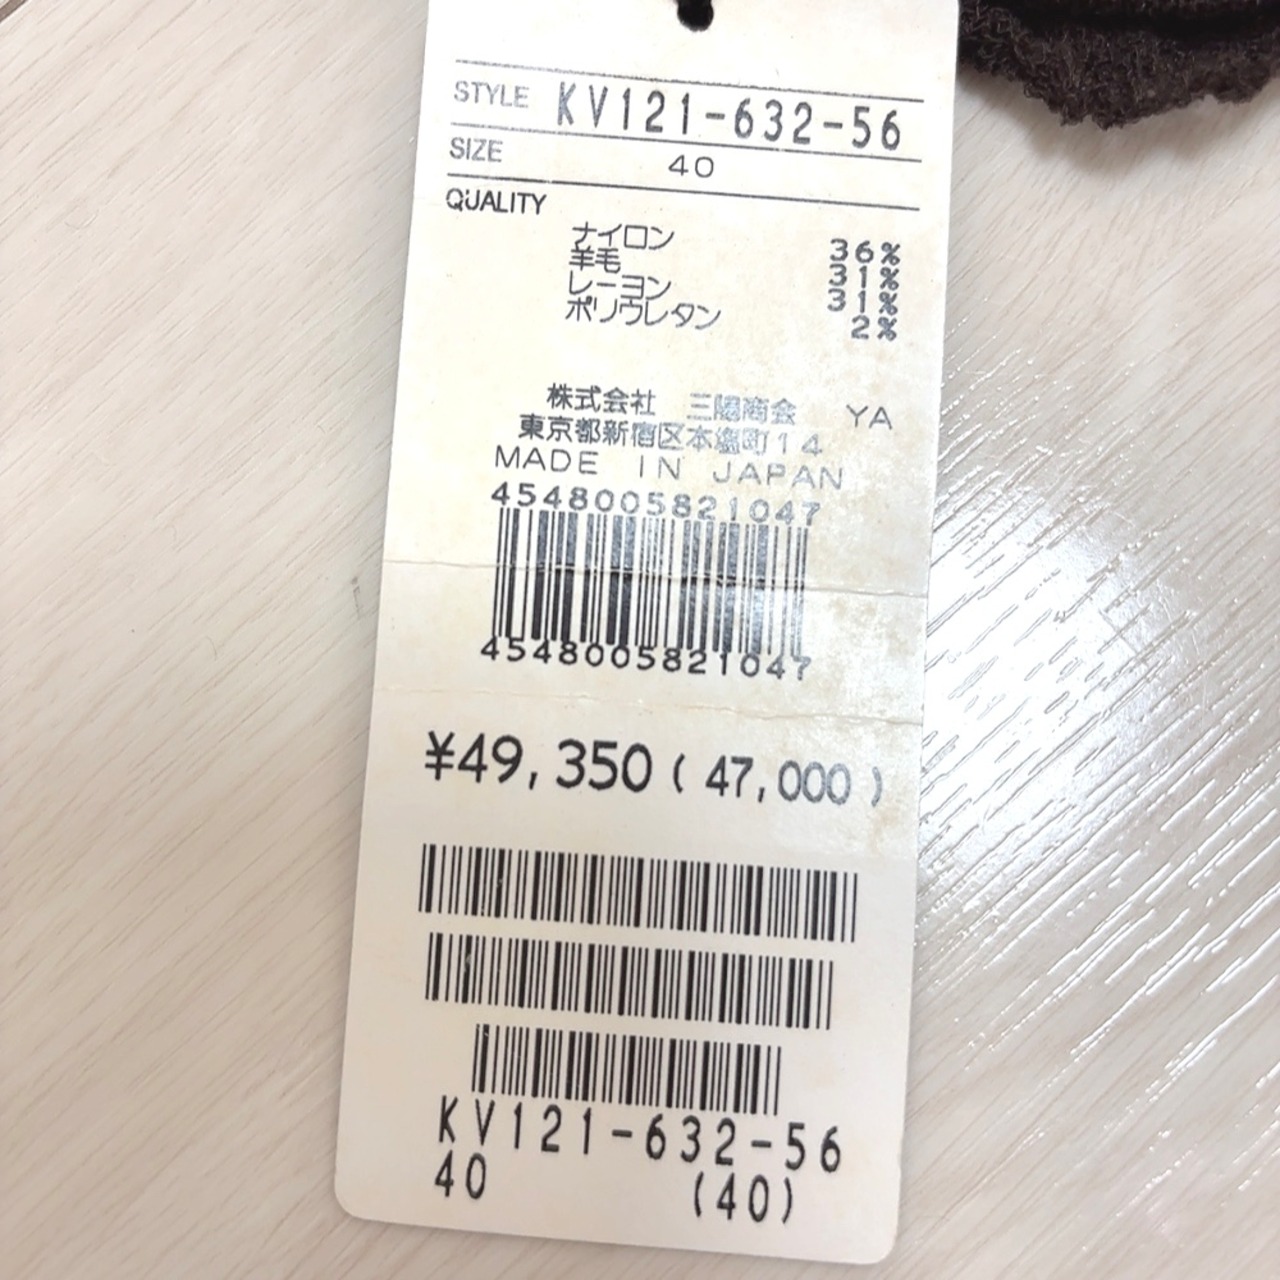 STYLE KV121-632-56
SIZE 40
QUALITY
ナイロン 36%
羊毛 31%
レーヨン 31%
ポリウレタン 2%
株式会社 三陽商会 YA
東京都新宿区本塩町14
MADE IN JAPAN
4548005821047
4548005821047
¥49,350(47,000)
KV121-632-56
40 (40)